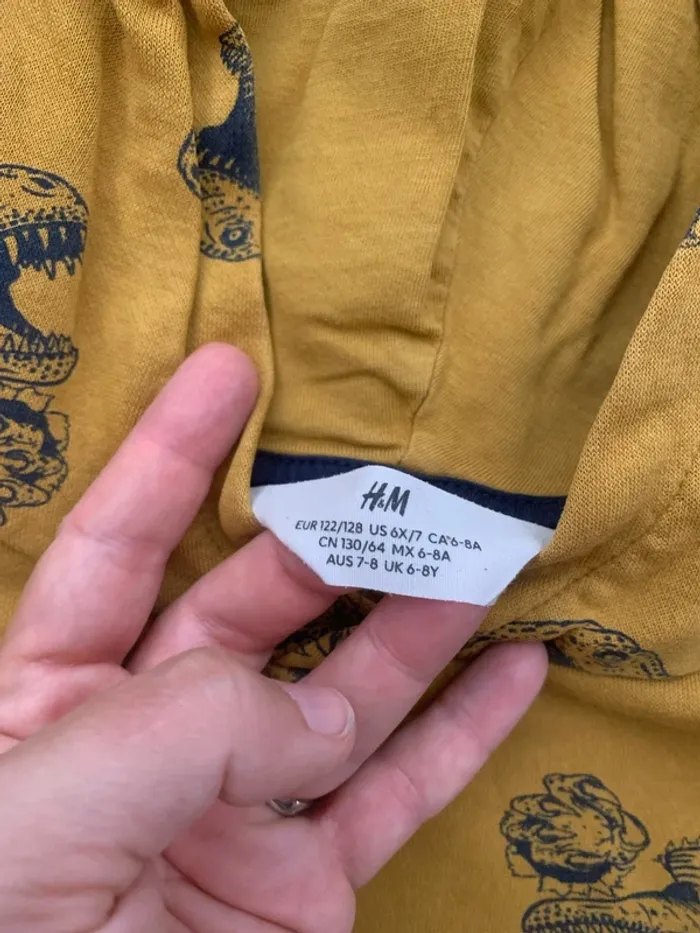 H&M
EUR 122/128 US 6X/7 CA 6-8A
CN 130/64 MX 6-8A
AUS 7-8 UK 6-8Y